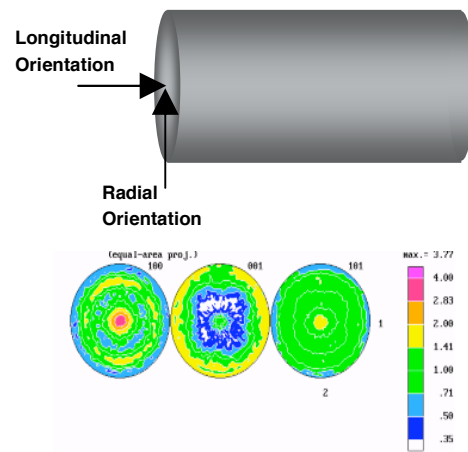 Longitudinal
Orientation
Radial
Orientation
(equal-area proj.)
max.= 3.77
100
001
101
4.00
2.83
2.00
1.41
1.00
.71
.50
.35
1
2